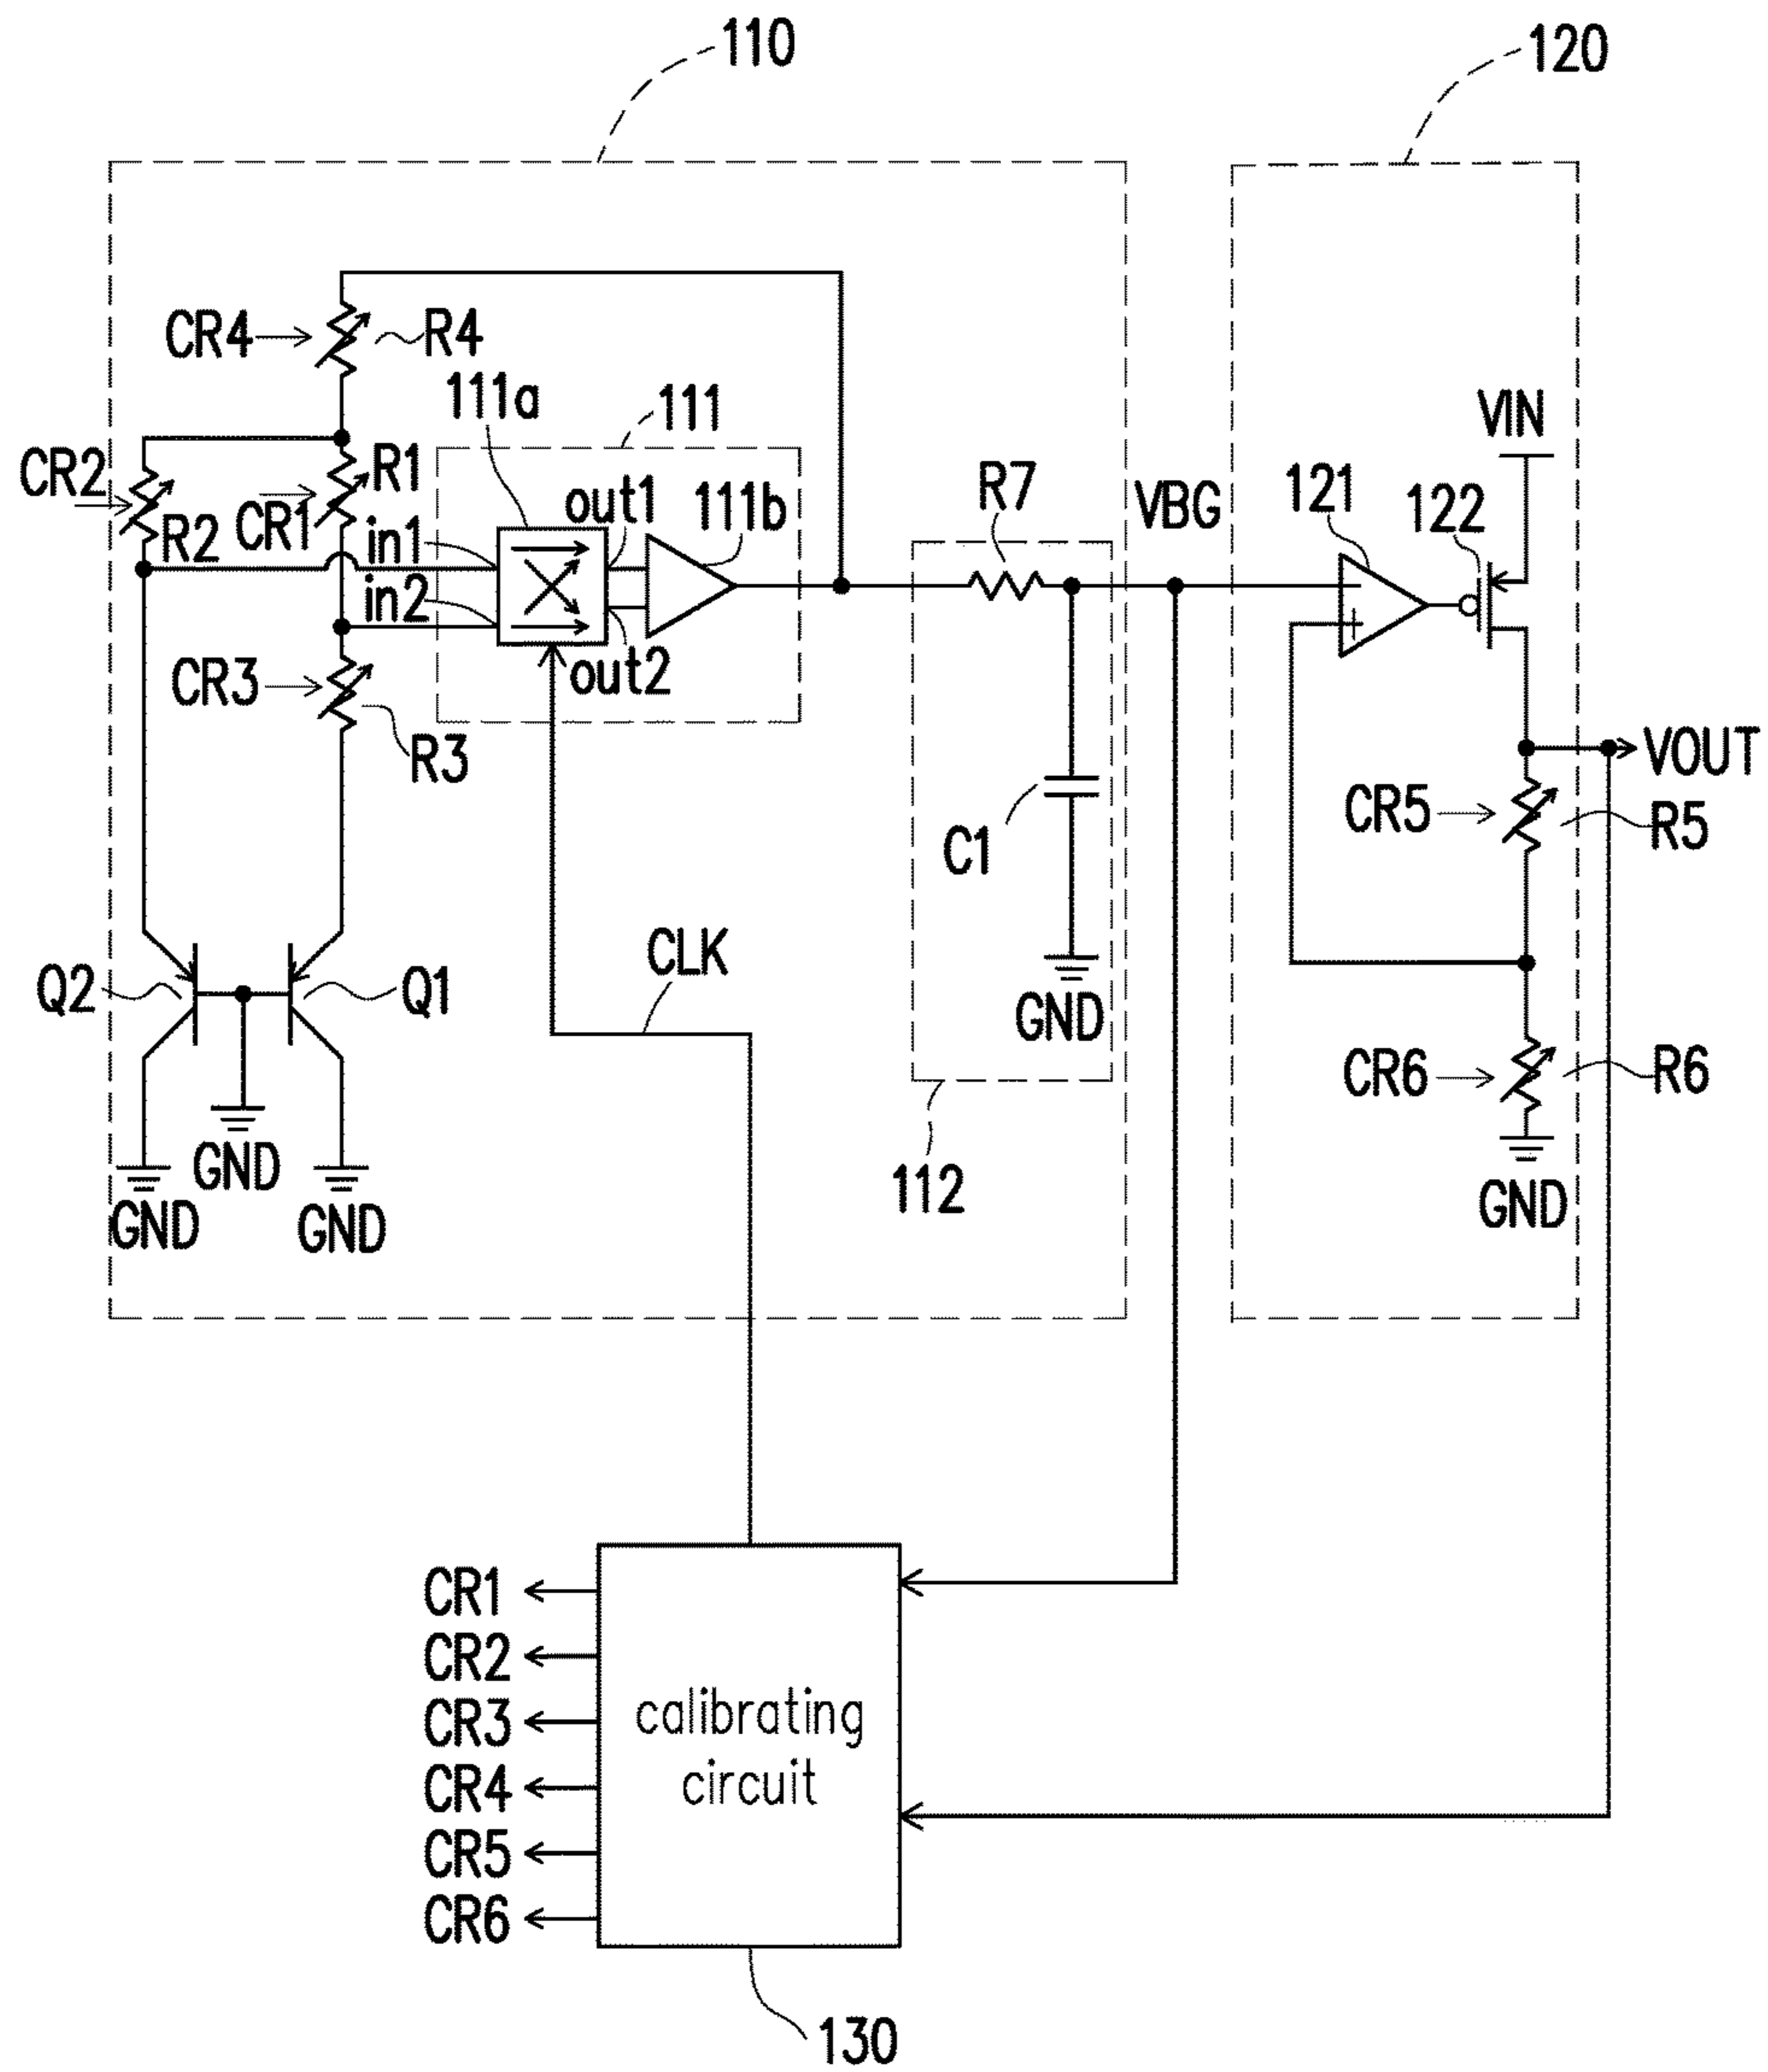 110
120
CR4
R4
111a
111
VIN
CR2
R1
R7
121
R2
CR1
out1
111b
VBG
122
in1
in2
CR3
out2
R3
VOUT
CR5
R5
C1
CLK
Q2
Q1
GND
CR6
R6
GND
112
GND
GND
GND
CR1
CR2
CR3
calibrating
circuit
CR4
CR5
CR6
130